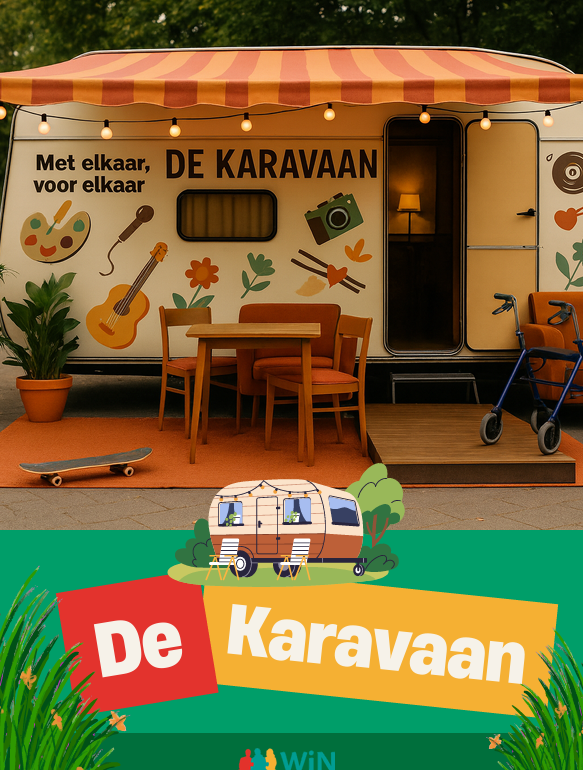 Met elkaar,
voor elkaar
DE KARAVAAN
De
Karavaan
WiN